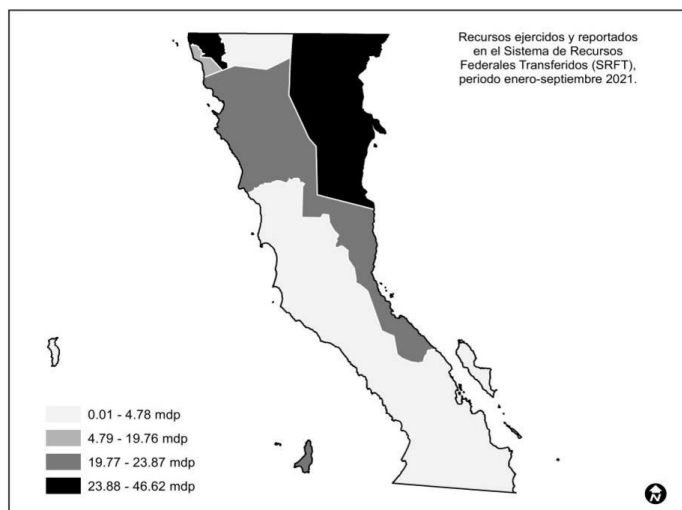 Recursos ejercidos y reportados
en el Sistema de Recursos
Federales Transferidos (SRFT),
periodo enero-septiembre 2021.
0.01 - 4.78 mdp
4.79 - 19.76 mdp
19.77 - 23.87 mdp
23.88 - 46.62 mdp
N